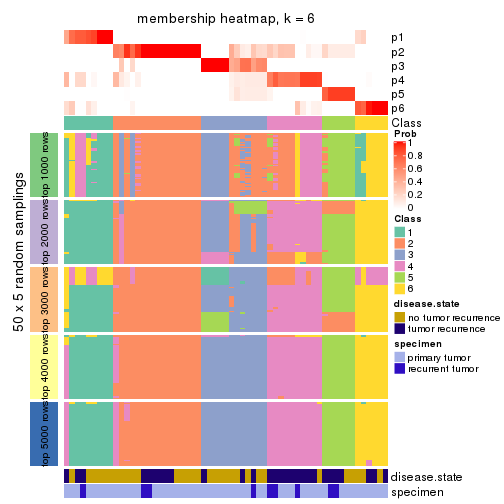 membership heatmap, k = 6
p1
p2
p3
p4
p5
p6
Class
50 x 5 random samplings
top 1000 rows
top 2000 rows
top 3000 rows
top 4000 rows
top 5000 rows
disease.state
specimen
Prob
1
0.8
0.6
0.4
0.2
0
Class
1
2
3
4
5
6
disease.state
no tumor recurrence
tumor recurrence
specimen
primary tumor
recurrent tumor